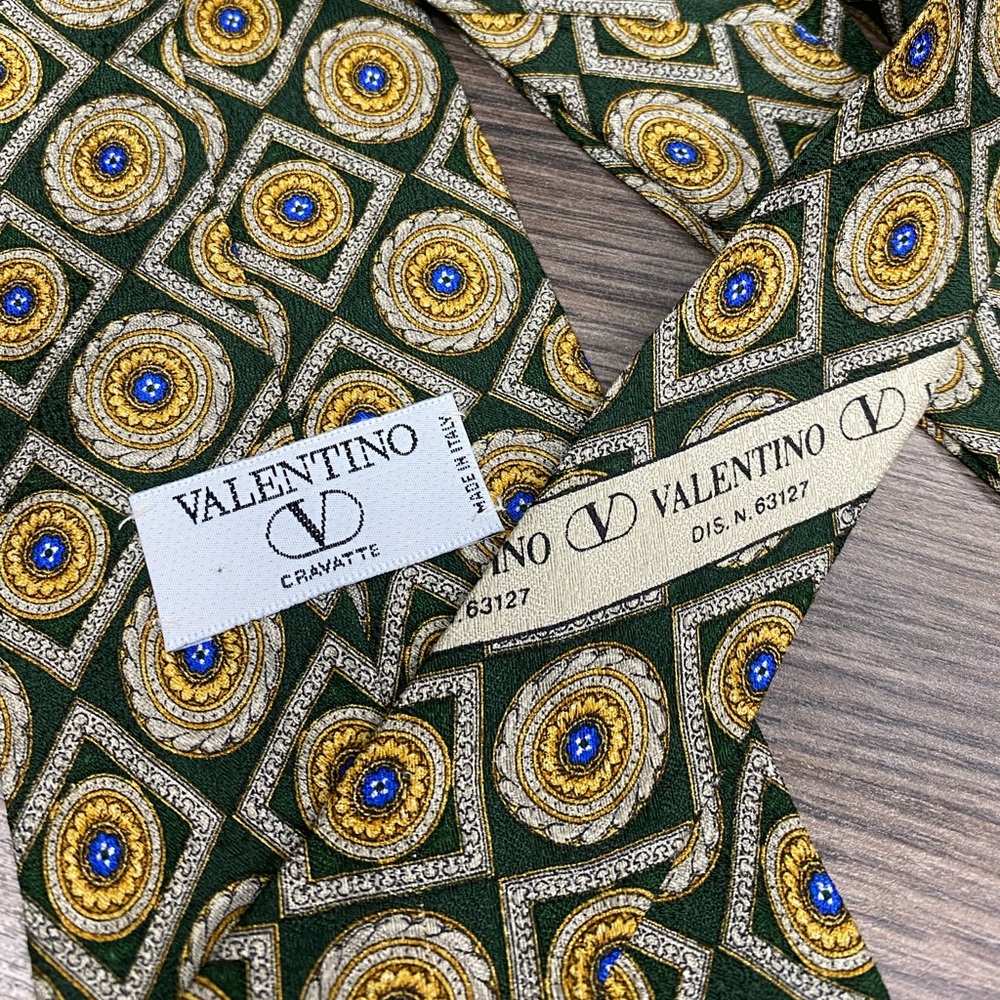 VALENTINO
V
CRAVATTE
MADE IN ITALY
INO V VALENTINO V
63127 DIS. N. 63127